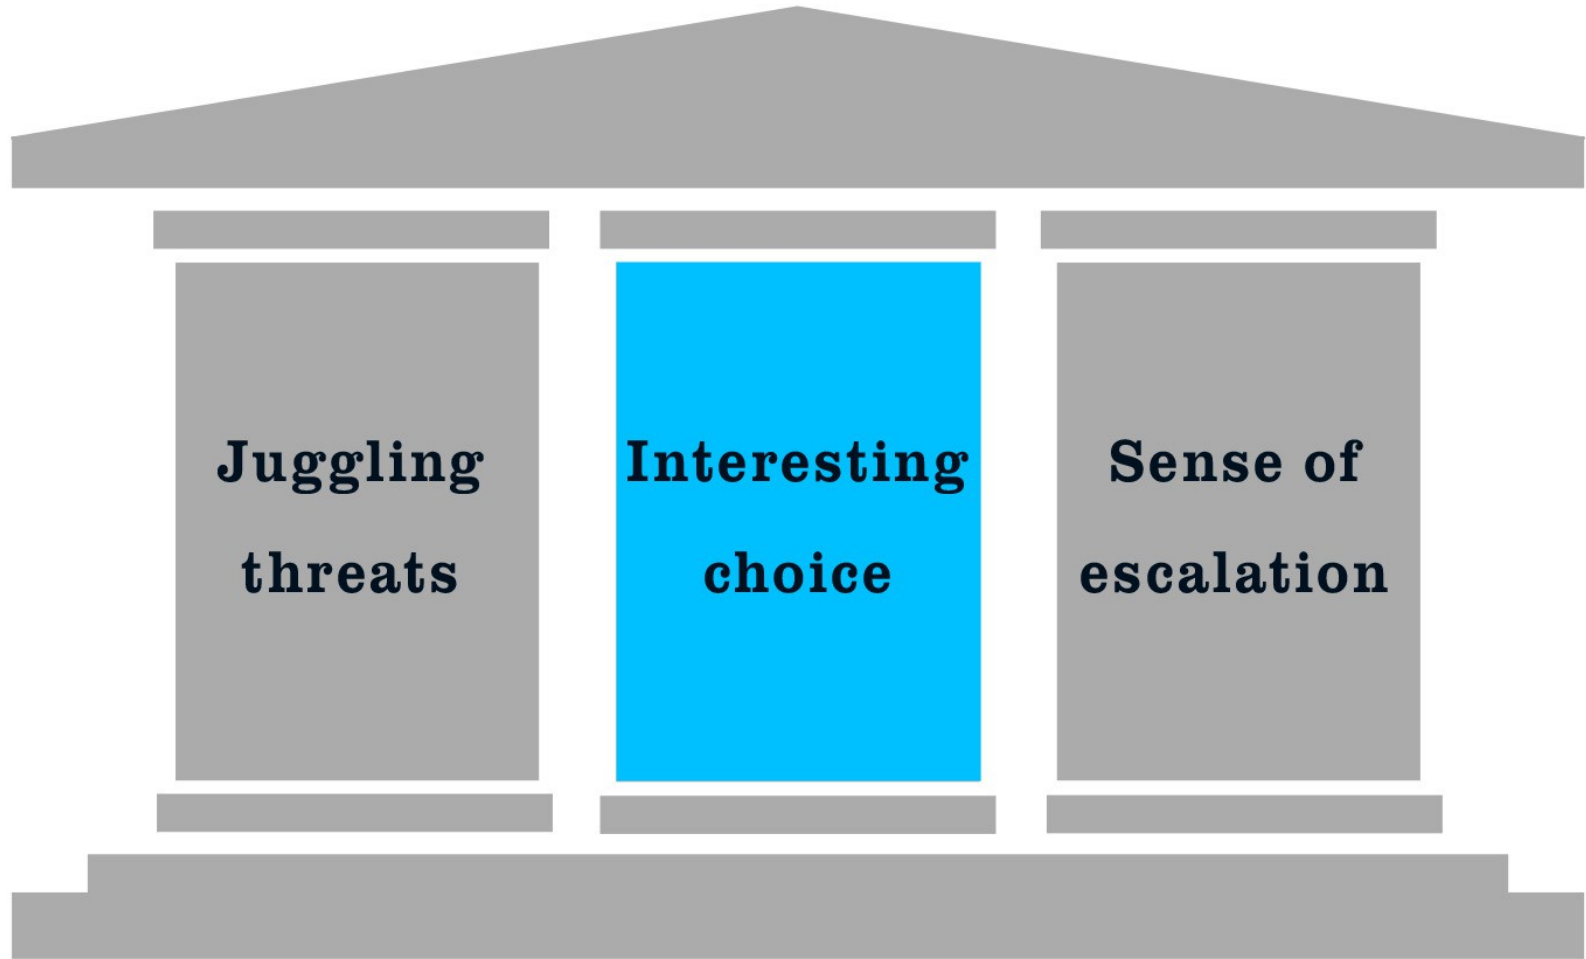 Juggling
threats
Interesting
choice
Sense of
escalation